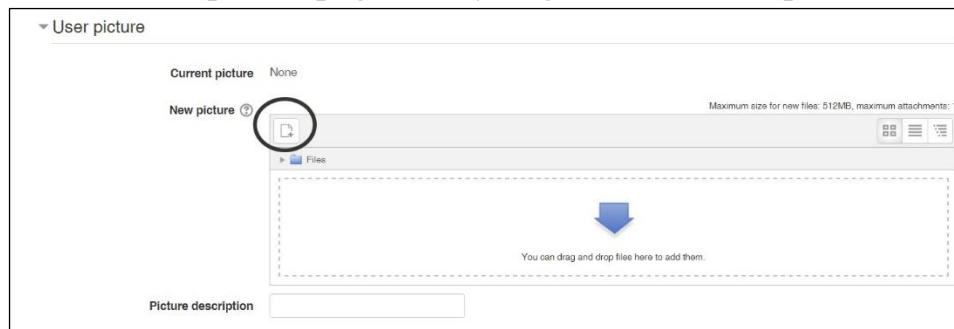 User picture
Current picture None
New picture
Maximum size for new files: 512MB, maximum attachments: 1
Files
You can drag and drop files here to add them.
Picture description